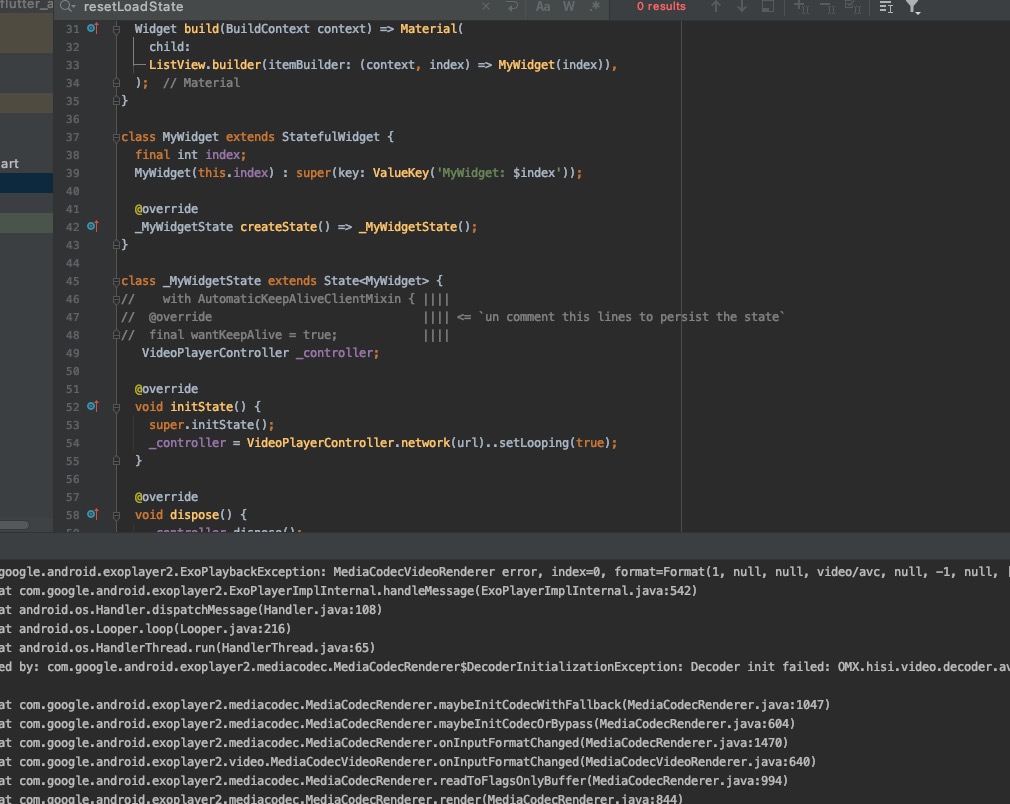 flutter_a
resetLoadState
Aa W .* 0 results
art
31 Widget build(BuildContext context) => Material(
32 child:
33 ListView.builder(itemBuilder: (context, index) => MyWidget(index)),
34 ); // Material
35 }
36
37 class MyWidget extends StatefulWidget {
38 final int index;
39 MyWidget(this.index) : super(key: ValueKey('MyWidget: $index'));
40
41 @override
42 _MyWidgetState createState() => _MyWidgetState();
43 }
44
45 class _MyWidgetState extends State<MyWidget> {
46 // with AutomaticKeepAliveClientMixin { ||||
47 // @override |||| <= `un comment this lines to persist the state`
48 // final wantKeepAlive = true; ||||
49 VideoPlayerController _controller;
50
51 @override
52 void initState() {
53 super.initState();
54 _controller = VideoPlayerController.network(url)..setLooping(true);
55 }
56
57 @override
58 void dispose() {
59 _controller.dispose();
google.android.exoplayer2.ExoPlaybackException: MediaCodecVideoRenderer error, index=0, format=Format(1, null, null, video/avc, null, -1, null, [
at com.google.android.exoplayer2.ExoPlayerImplInternal.handleMessage(ExoPlayerImplInternal.java:542)
at android.os.Handler.dispatchMessage(Handler.java:108)
at android.os.Looper.loop(Looper.java:216)
at android.os.HandlerThread.run(HandlerThread.java:65)
ed by: com.google.android.exoplayer2.mediacodec.MediaCodecRenderer$DecoderInitializationException: Decoder init failed: OMX.hisi.video.decoder.av
at com.google.android.exoplayer2.mediacodec.MediaCodecRenderer.maybeInitCodecWithFallback(MediaCodecRenderer.java:1047)
at com.google.android.exoplayer2.mediacodec.MediaCodecRenderer.maybeInitCodecOrBypass(MediaCodecRenderer.java:604)
at com.google.android.exoplayer2.mediacodec.MediaCodecRenderer.onInputFormatChanged(MediaCodecRenderer.java:1470)
at com.google.android.exoplayer2.video.MediaCodecVideoRenderer.onInputFormatChanged(MediaCodecVideoRenderer.java:640)
at com.google.android.exoplayer2.mediacodec.MediaCodecRenderer.readToFlagsOnlyBuffer(MediaCodecRenderer.java:994)
at com.google.android.exoplayer2.mediacodec.MediaCodecRenderer.render(MediaCodecRenderer.java:844)